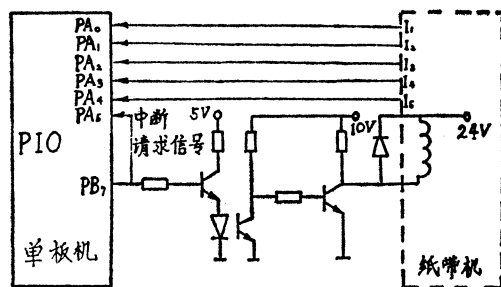 PA₀
PA₁
PA₂
PA₃
PA₄
PA₅
PIO
PB₇
单板机
中断
请求信号
5V
10V
24V
I₁
I₂
I₃
I₄
I₅
纸带机